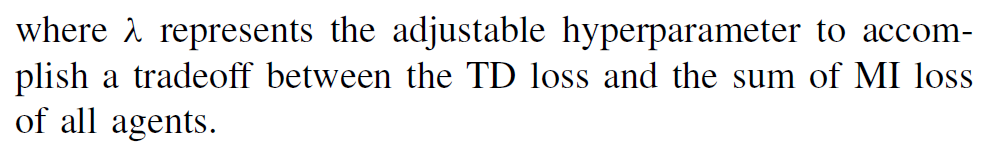 where λ represents the adjustable hyperparameter to accom-
plish a tradeoff between the TD loss and the sum of MI loss
of all agents.